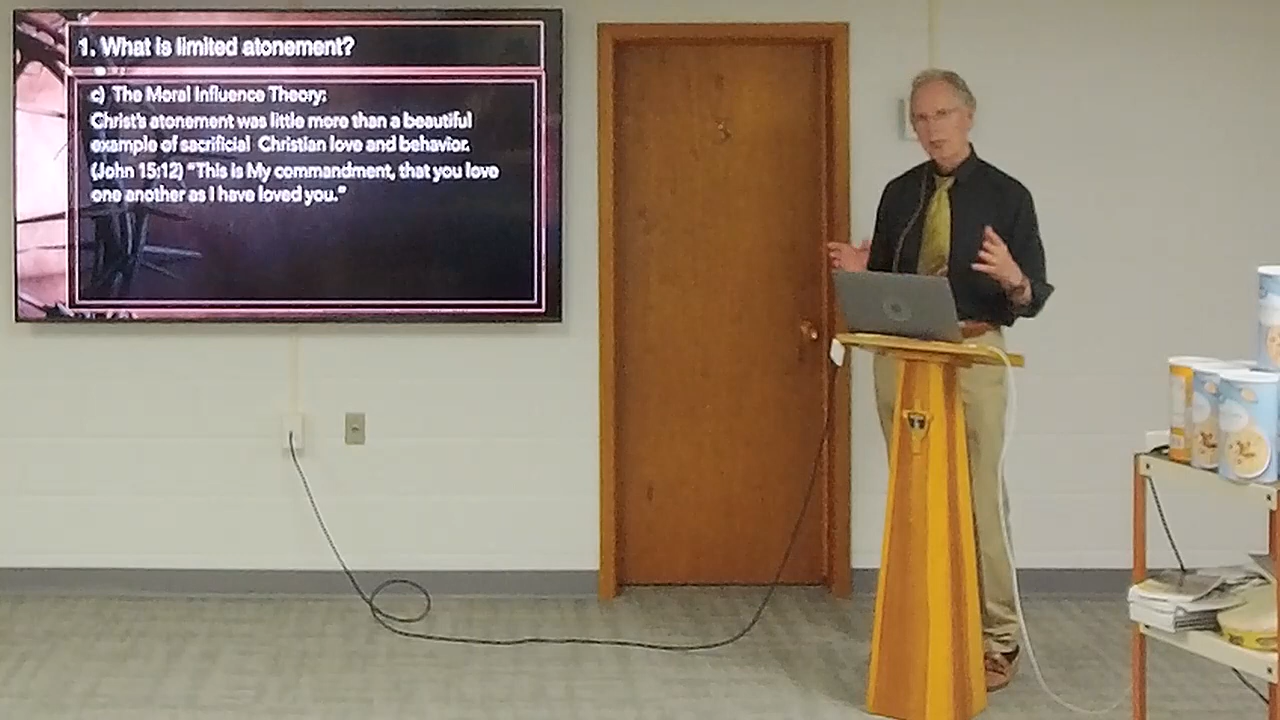 1. What is limited atonement?
c) The Moral Influence Theory:
Christ's atonement was little more than a beautiful
example of sacrificial Christian love and behavior.
(John 15:12) "This is My commandment, that you love
one another as I have loved you."